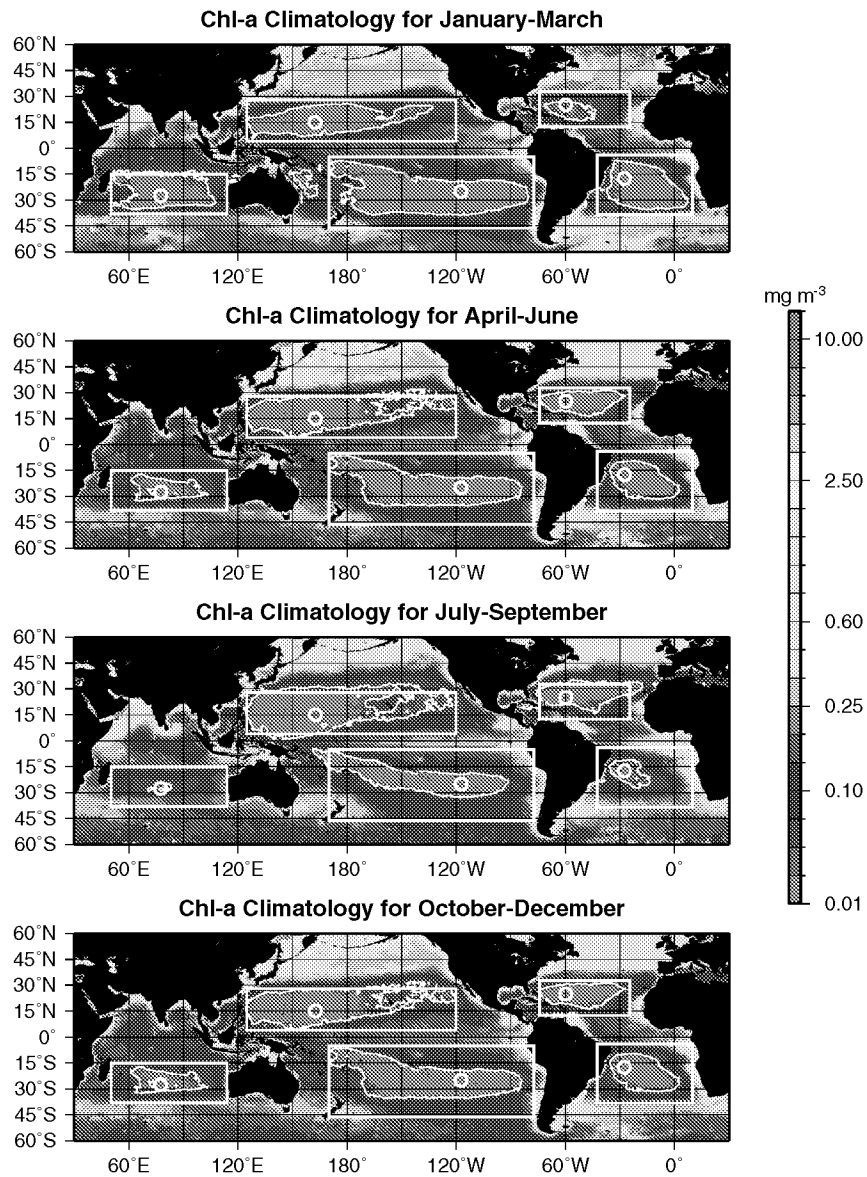 Chl-a Climatology for January-March
60˚N
45˚N
30˚N
15˚N
0˚
15˚S
30˚S
45˚S
60˚S
60˚E 120˚E 180˚ 120˚W 60˚W 0˚
Chl-a Climatology for April-June
60˚N
45˚N
30˚N
15˚N
0˚
15˚S
30˚S
45˚S
60˚S
60˚E 120˚E 180˚ 120˚W 60˚W 0˚
Chl-a Climatology for July-September
60˚N
45˚N
30˚N
15˚N
0˚
15˚S
30˚S
45˚S
60˚S
60˚E 120˚E 180˚ 120˚W 60˚W 0˚
Chl-a Climatology for October-December
60˚N
45˚N
30˚N
15˚N
0˚
15˚S
30˚S
45˚S
60˚S
60˚E 120˚E 180˚ 120˚W 60˚W 0˚
mg m⁻³
10.00
2.50
0.60
0.25
0.10
0.01